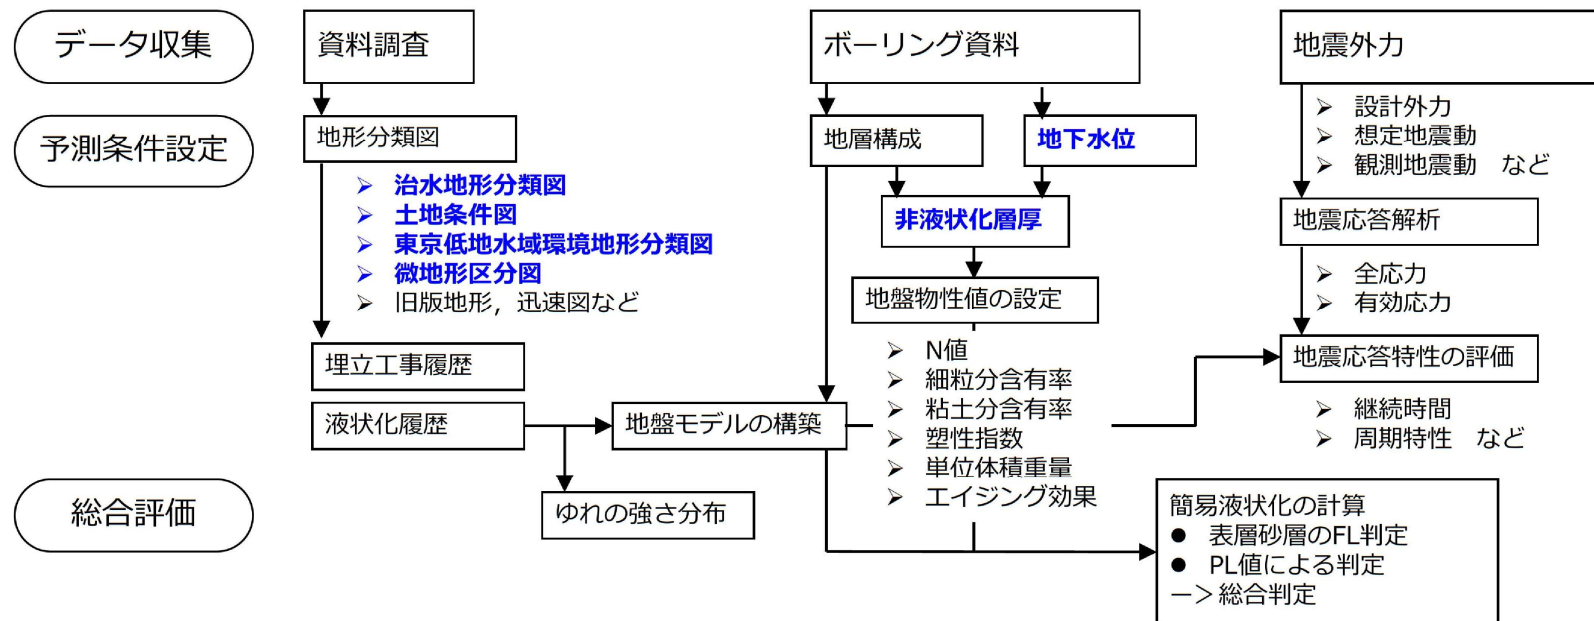 データ収集
資料調査
ボーリング資料
地震外力
予測条件設定
地形分類図
➢ 治水地形分類図
➢ 土地条件図
➢ 東京低地水域環境地形分類図
➢ 微地形区分図
➢ 旧版地形，迅速図など
埋立工事履歴
液状化履歴
地層構成
地下水位
非液状化層厚
地盤物性値の設定
➢ N値
➢ 細粒分含有率
➢ 粘土分含有率
➢ 塑性指数
➢ 単位体積重量
➢ エイジング効果
地盤モデルの構築
ゆれの強さ分布
➢ 設計外力
➢ 想定地震動
➢ 観測地震動　など
地震応答解析
➢ 全応力
➢ 有効応力
地震応答特性の評価
➢ 継続時間
➢ 周期特性　など
総合評価
簡易液状化の計算
● 表層砂層のFL判定
● PL値による判定
―＞総合判定